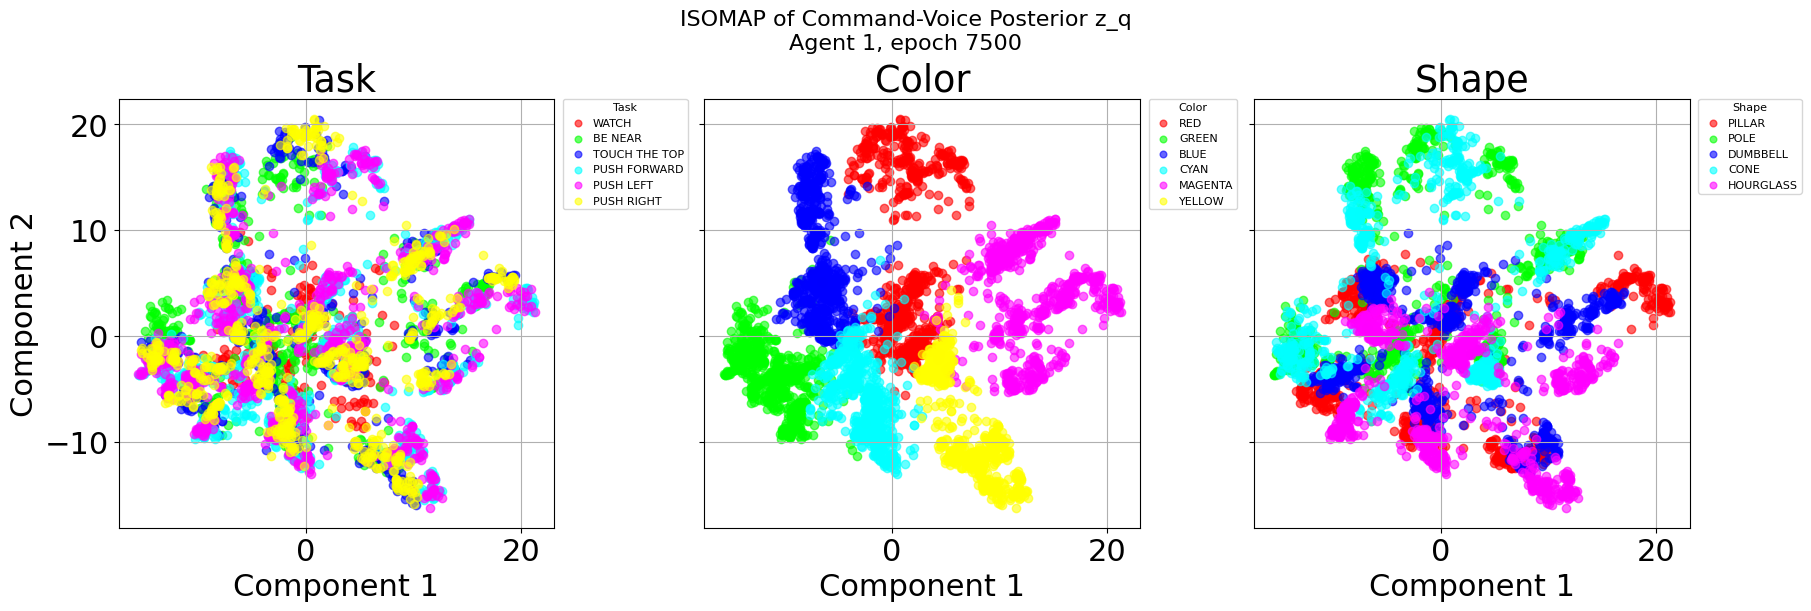 ISOMAP of Command-Voice Posterior z_q
Agent 1, epoch 7500
Task
Color
Shape
Task
WATCH
BE NEAR
TOUCH THE TOP
PUSH FORWARD
PUSH LEFT
PUSH RIGHT
Color
RED
GREEN
BLUE
CYAN
MAGENTA
YELLOW
Shape
PILLAR
POLE
DUMBBELL
CONE
HOURGLASS
Component 2
20
10
0
−10
0
20
0
20
0
20
Component 1
Component 1
Component 1